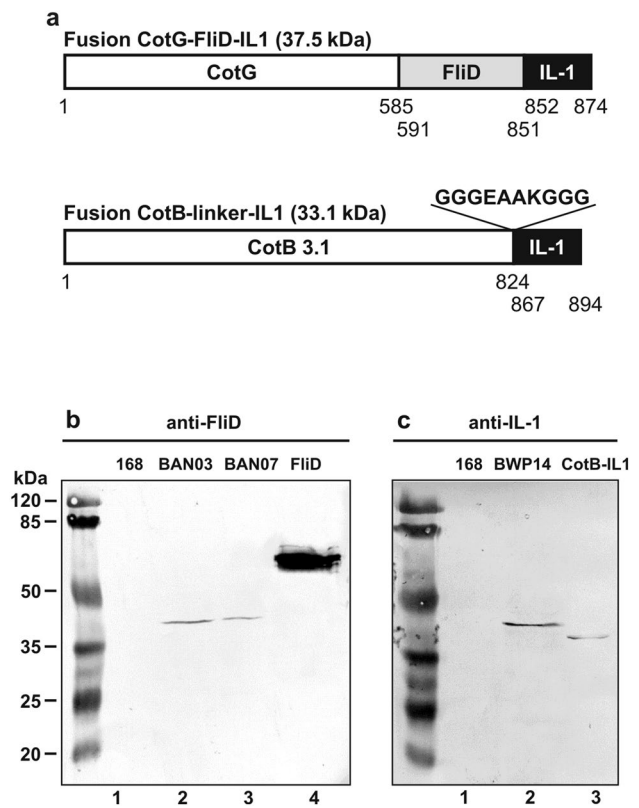 a
Fusion CotG-FliD-IL1 (37.5 kDa)
CotG FliD IL-1
1 585 852 874
591 851
GGGEAAKGGG
Fusion CotB-linker-IL1 (33.1 kDa)
CotB 3.1 IL-1
1 824
867 894
b anti-FliD
168 BAN03 BAN07 FliD
kDa
120
85
50
35
25
20
1 2 3 4
c anti-IL-1
168 BWP14 CotB-IL1
1 2 3